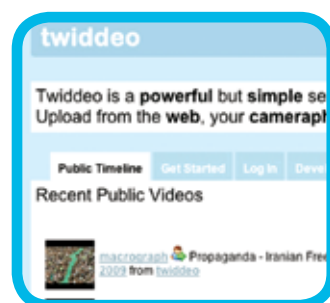 twiddeo
Twiddeo is a powerful but simple se
Upload from the web, your cameraph
Public Timeline Get Started Log In Deve
Recent Public Videos
macrograph Propaganda - Iranian Free
2009 from twiddeo